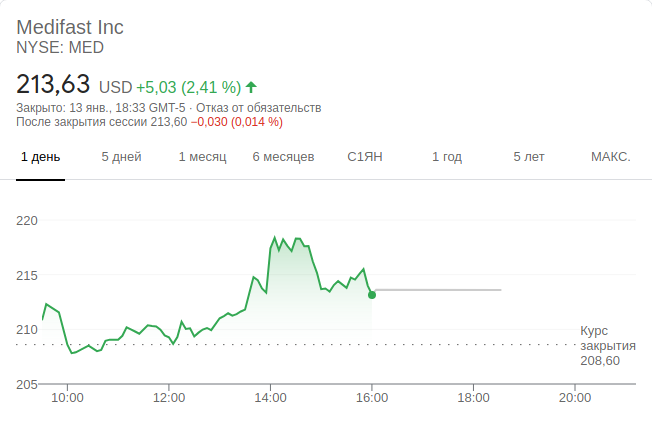 Medifast Inc
NYSE: MED
213,63 USD +5,03 (2,41 %)
Закрыто: 13 янв., 18:33 GMT-5 · Отказ от обязательств
После закрытия сессии 213,60 −0,030 (0,014 %)
1 день 5 дней 1 месяц 6 месяцев С1ЯН 1 год 5 лет МАКС.
220
215
210
Курс
закрытия
208,60
205
10:00 12:00 14:00 16:00 18:00 20:00